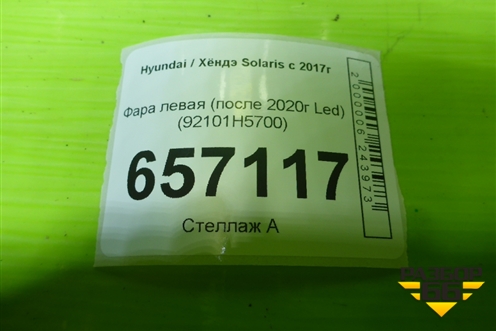 Hyundai / Хёндэ Solaris с 2017г
Фара левая (после 2020г Led)
(92101H5700)
657117
Стеллаж А
2000006243973